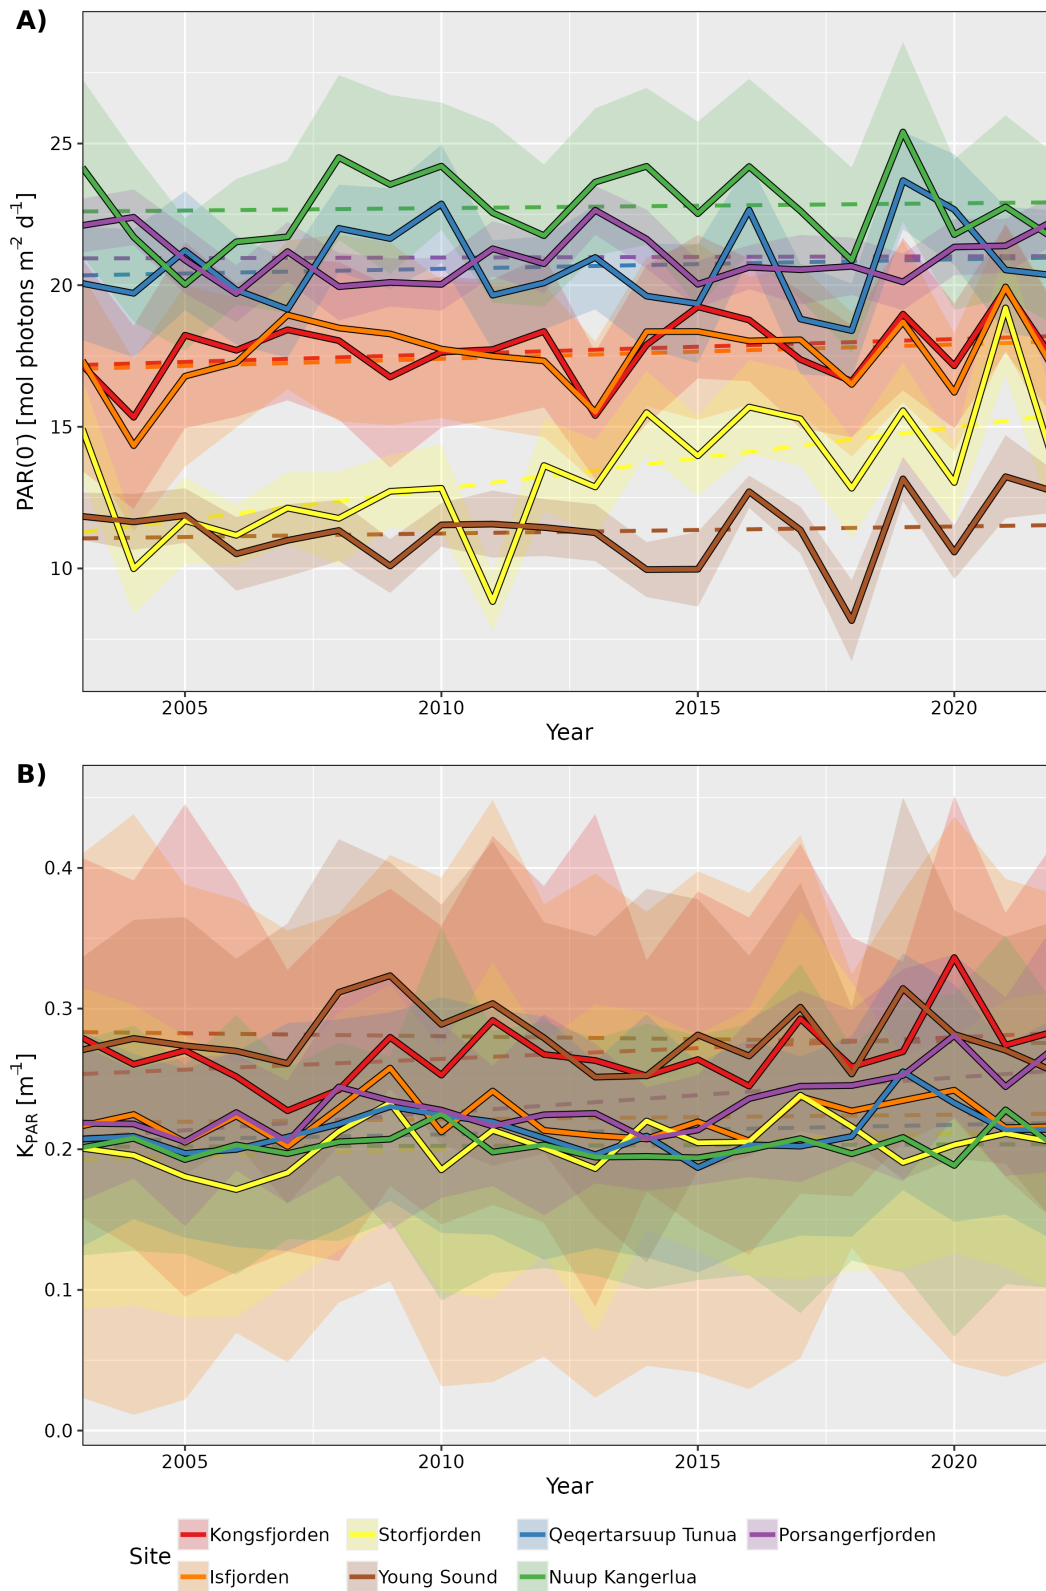 A)
PAR(0⁻) [mol photons m⁻² d⁻¹]
25
20
15
10
2005 2010 2015 2020
Year
B)
K_PAR [m⁻¹]
0.4
0.3
0.2
0.1
0.0
2005 2010 2015 2020
Year
Site
Kongsfjorden Storfjorden Qeqertarsuup Tunua Porsangerfjorden
Isfjorden Young Sound Nuup Kangerlua